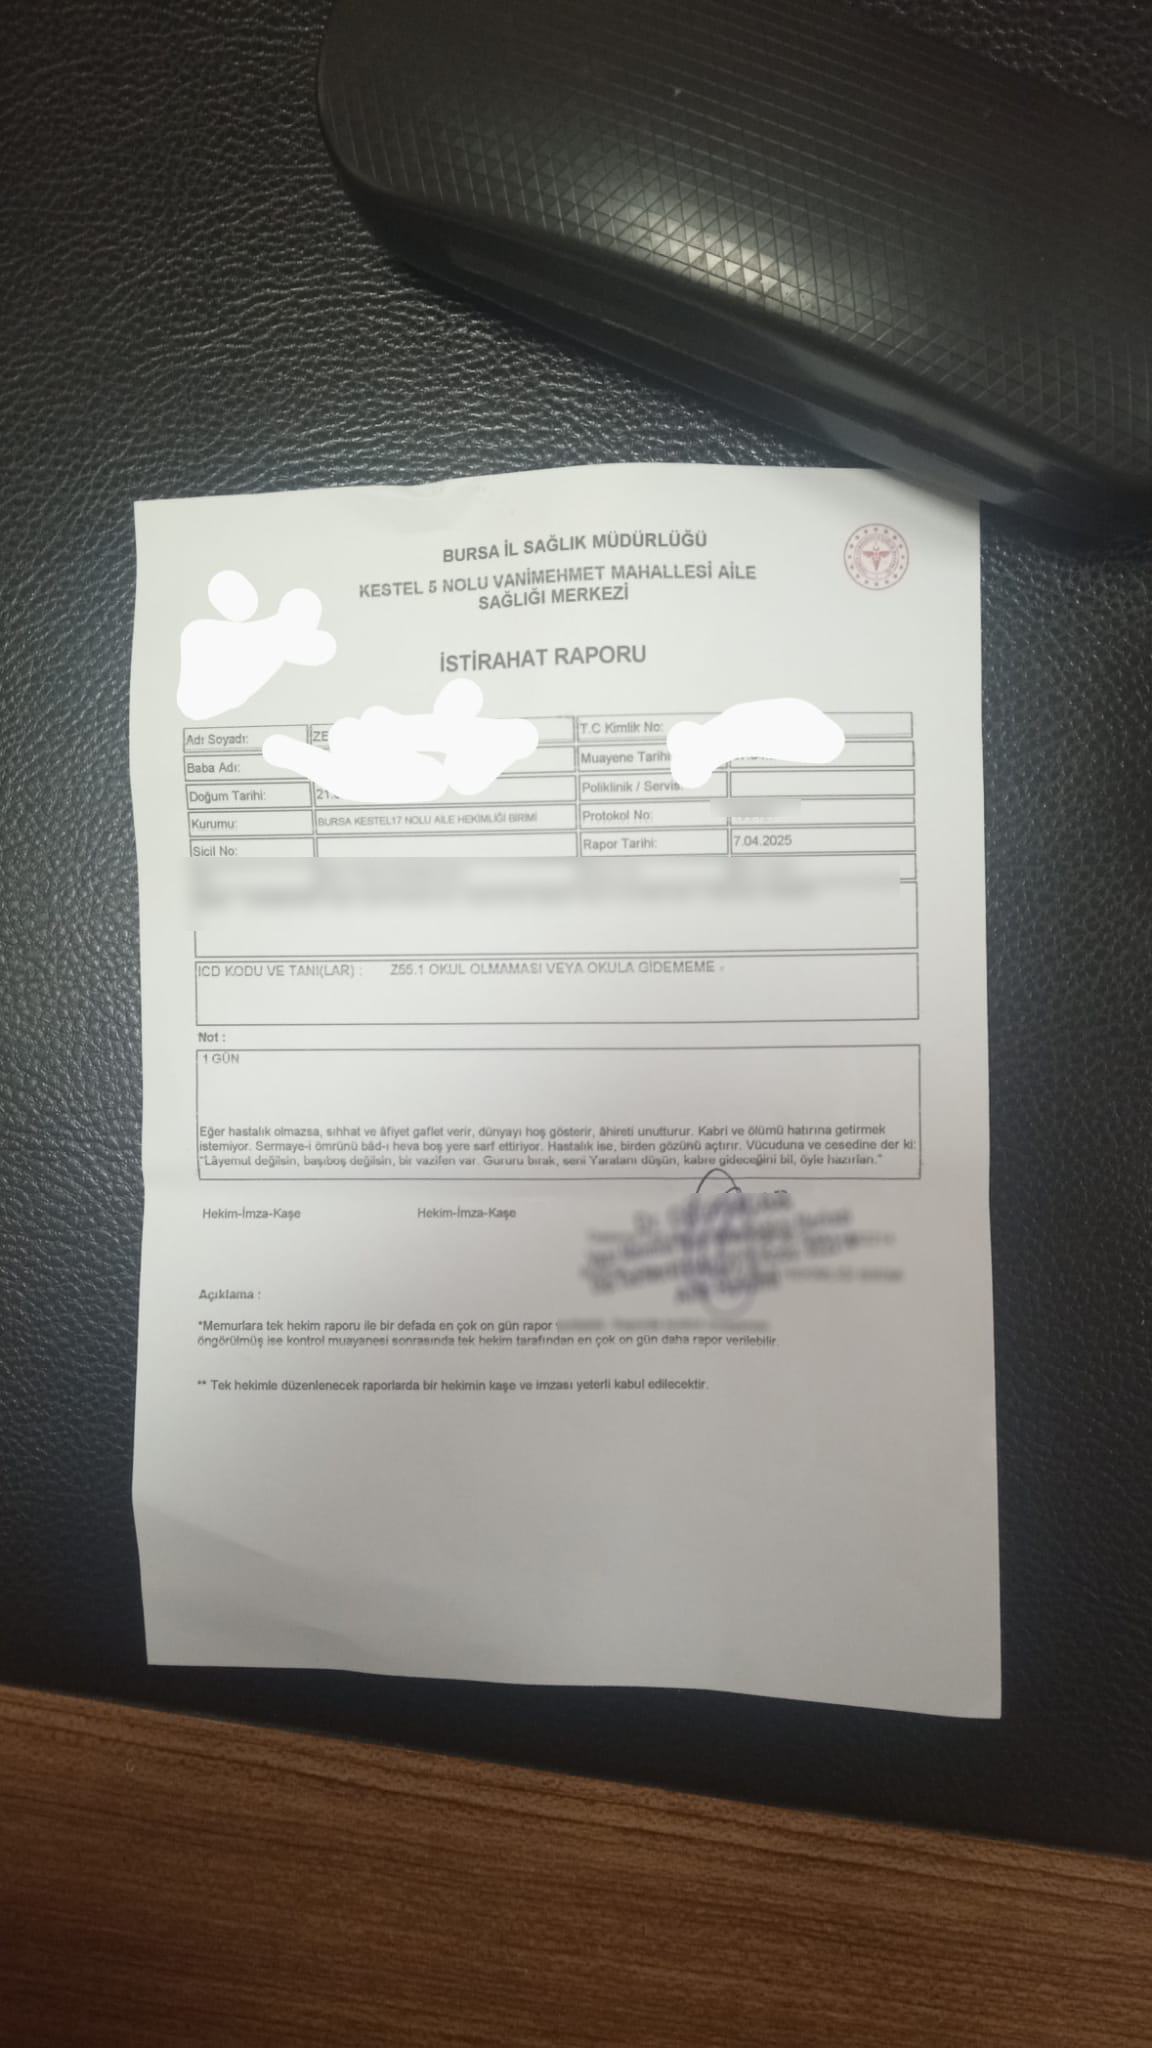 BURSA İL SAĞLIK MÜDÜRLÜĞÜ
KESTEL 5 NOLU VANİMEHMET MAHALLESİ AİLE
SAĞLIĞI MERKEZİ
İSTİRAHAT RAPORU
Adı Soyadı: ZE T.C Kimlik No:
Baba Adı: Muayene Tarihi
Doğum Tarihi: 21. Poliklinik / Servis:
Kurumu: BURSA KESTEL17 NOLU AİLE HEKİMLİĞİ BİRİMİ Protokol No:
Sicil No: Rapor Tarihi: 7.04.2025
ICD KODU VE TANI(LAR) : Z55.1 OKUL OLMAMASI VEYA OKULA GİDEMEME -
Not :
1 GÜN
Eğer hastalık olmazsa, sıhhat ve âfiyet gaflet verir, dünyayı hoş gösterir, âhireti unutturur. Kabri ve ölümü hatırına getirmek
istemiyor. Sermaye-i ömrünü bâd-ı heva boş yere sarf ettiriyor. Hastalık ise, birden gözünü açtırır. Vücuduna ve cesedine der ki:
"Lâyemut değilsin, başıboş değilsin, bir vazifen var. Gururu bırak, seni Yaratanı düşün, kabre gideceğini bil, öyle hazırlan."
Hekim-İmza-Kaşe Hekim-İmza-Kaşe
Dr.
Açıklama :
*Memurlara tek hekim raporu ile bir defada en çok on gün rapor
öngörülmüş ise kontrol muayanesi sonrasında tek hekim tarafından en çok on gün daha rapor verilebilir.
** Tek hekimle düzenlenecek raporlarda bir hekimin kaşe ve imzası yeterli kabul edilecektir.